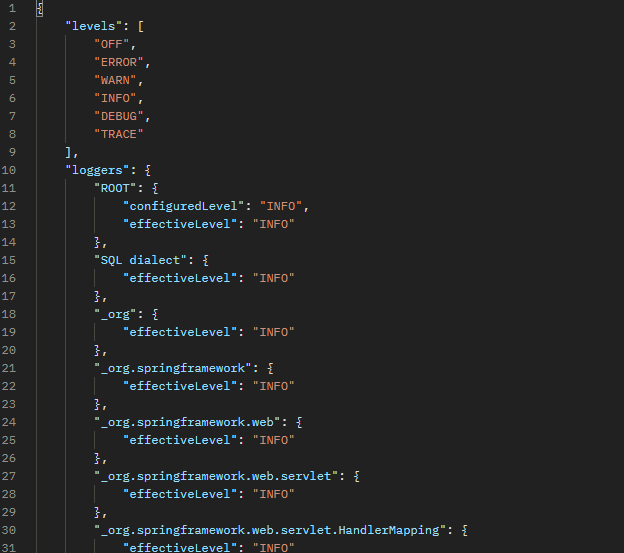 1 {
2 "levels": [
3 "OFF",
4 "ERROR",
5 "WARN",
6 "INFO",
7 "DEBUG",
8 "TRACE"
9 ],
10 "loggers": {
11 "ROOT": {
12 "configuredLevel": "INFO",
13 "effectiveLevel": "INFO"
14 },
15 "SQL dialect": {
16 "effectiveLevel": "INFO"
17 },
18 "_org": {
19 "effectiveLevel": "INFO"
20 },
21 "_org.springframework": {
22 "effectiveLevel": "INFO"
23 },
24 "_org.springframework.web": {
25 "effectiveLevel": "INFO"
26 },
27 "_org.springframework.web.servlet": {
28 "effectiveLevel": "INFO"
29 },
30 "_org.springframework.web.servlet.HandlerMapping": {
31 "effectiveLevel": "INFO"